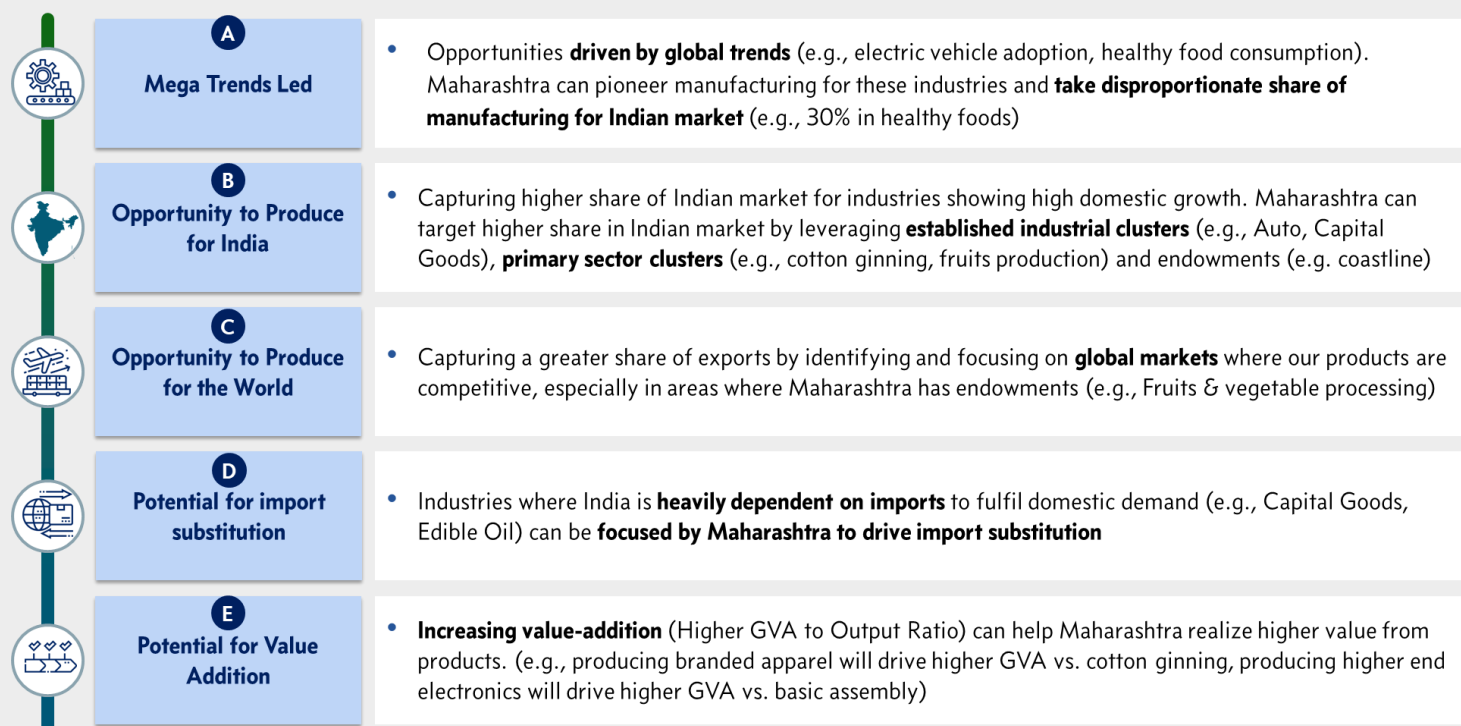 A
Mega Trends Led
• Opportunities driven by global trends (e.g., electric vehicle adoption, healthy food consumption).
Maharashtra can pioneer manufacturing for these industries and take disproportionate share of
manufacturing for Indian market (e.g., 30% in healthy foods)
B
Opportunity to Produce
for India
• Capturing higher share of Indian market for industries showing high domestic growth. Maharashtra can
target higher share in Indian market by leveraging established industrial clusters (e.g., Auto, Capital
Goods), primary sector clusters (e.g., cotton ginning, fruits production) and endowments (e.g. coastline)
C
Opportunity to Produce
for the World
• Capturing a greater share of exports by identifying and focusing on global markets where our products are
competitive, especially in areas where Maharashtra has endowments (e.g., Fruits & vegetable processing)
D
Potential for import
substitution
• Industries where India is heavily dependent on imports to fulfil domestic demand (e.g., Capital Goods,
Edible Oil) can be focused by Maharashtra to drive import substitution
E
Potential for Value
Addition
• Increasing value-addition (Higher GVA to Output Ratio) can help Maharashtra realize higher value from
products. (e.g., producing branded apparel will drive higher GVA vs. cotton ginning, producing higher end
electronics will drive higher GVA vs. basic assembly)